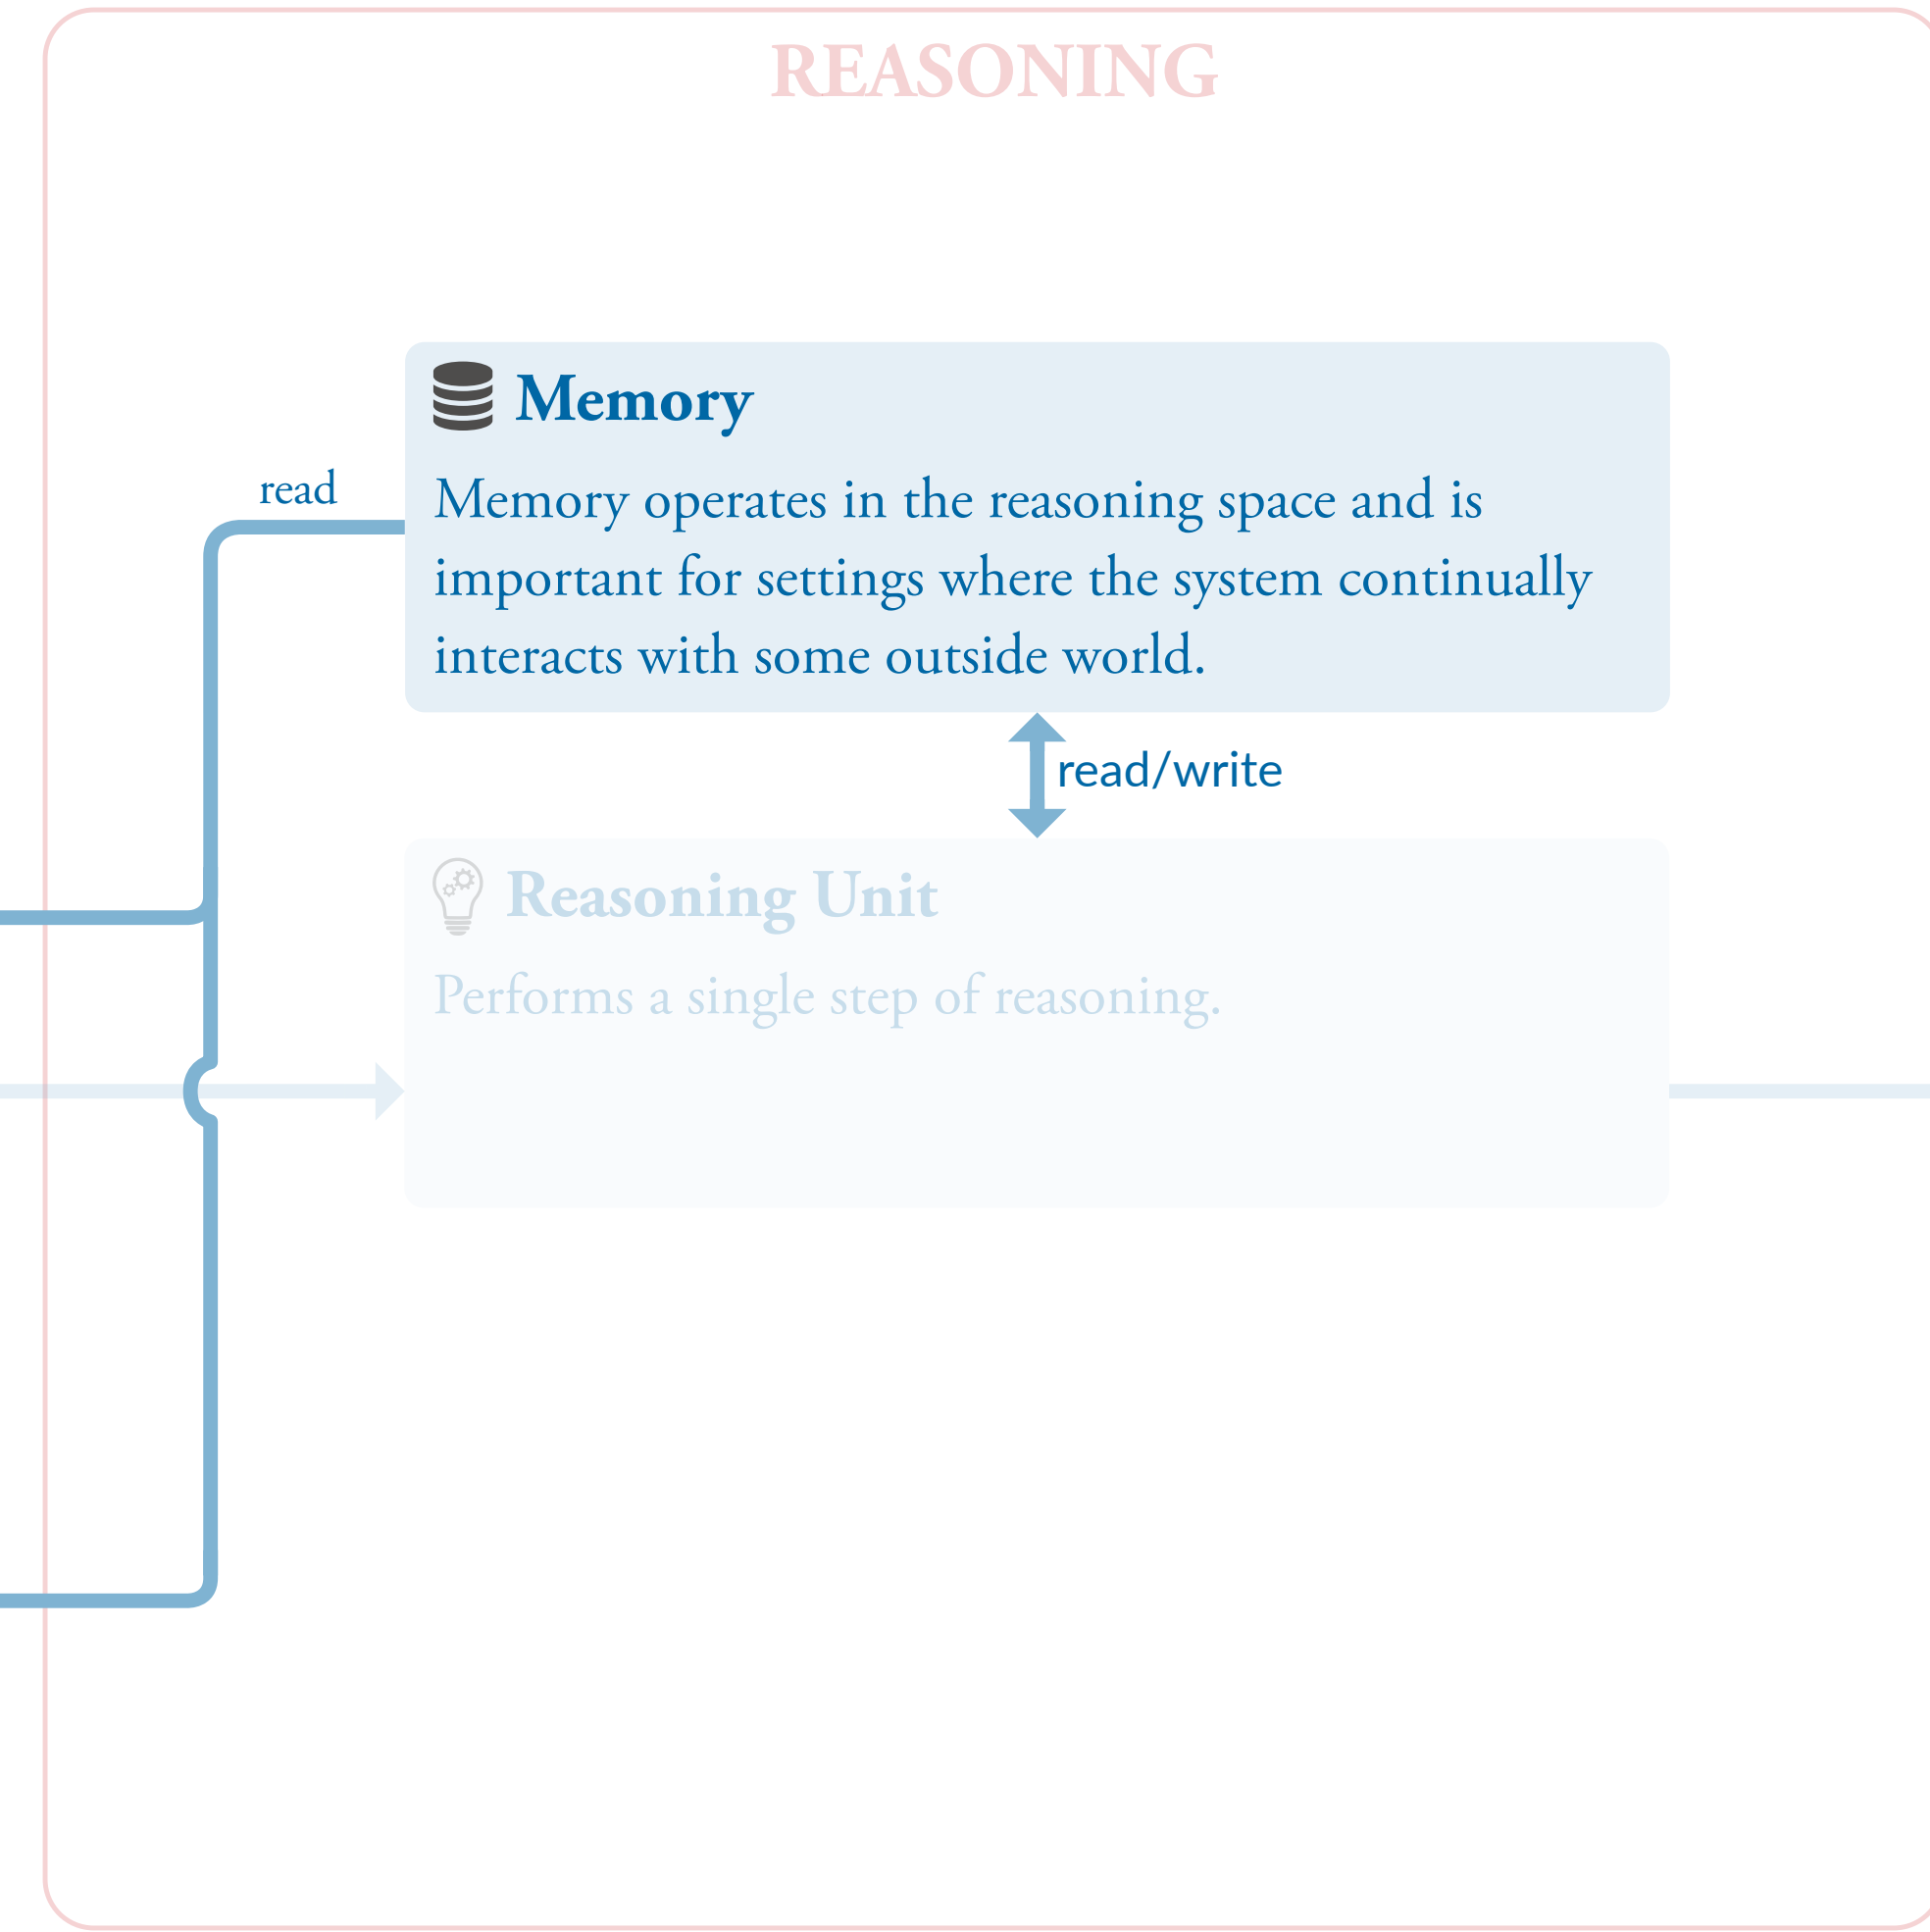 REASONING
Memory
read
Memory operates in the reasoning space and is
important for settings where the system continually
interacts with some outside world.
read/write
Reasoning Unit
Performs a single step of reasoning.